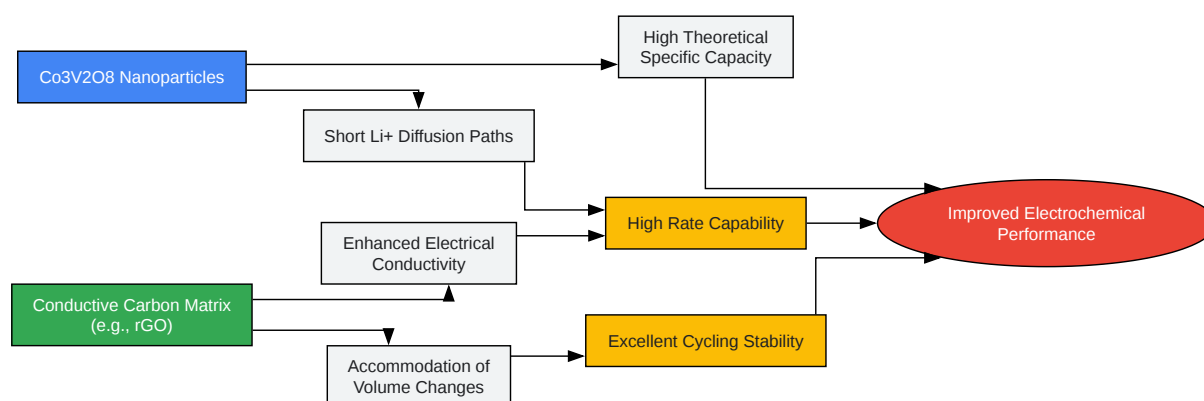 High Theoretical
Specific Capacity
Co3V2O8 Nanoparticles
Short Li+ Diffusion Paths
High Rate Capability
Improved Electrochemical
Performance
Enhanced Electrical
Conductivity
Conductive Carbon Matrix
(e.g., rGO)
Excellent Cycling Stability
Accommodation of
Volume Changes